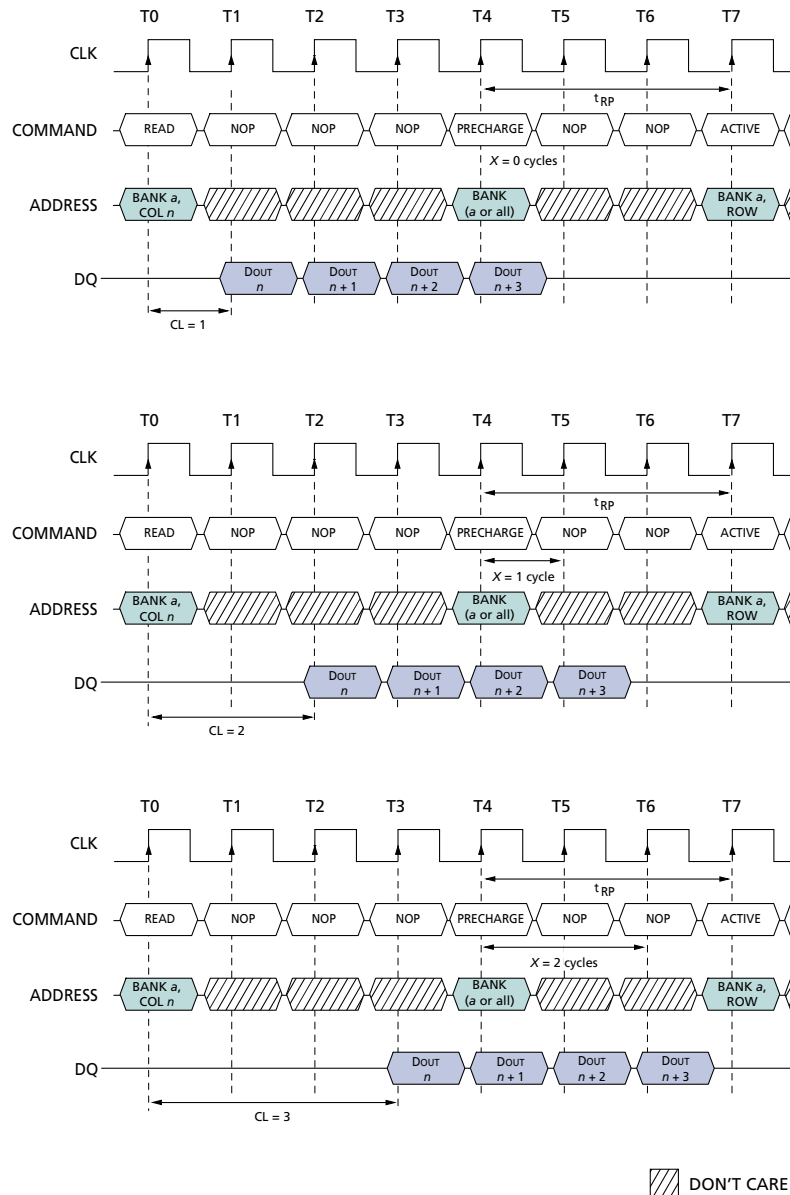 T0 T1 T2 T3 T4 T5 T6 T7
CLK
tRP
COMMAND READ NOP NOP NOP PRECHARGE NOP NOP ACTIVE
X = 0 cycles
ADDRESS BANK a, COL n BANK (a or all) BANK a, ROW
DQ DOUT n DOUT n + 1 DOUT n + 2 DOUT n + 3
CL = 1
T0 T1 T2 T3 T4 T5 T6 T7
CLK
tRP
COMMAND READ NOP NOP NOP PRECHARGE NOP NOP ACTIVE
X = 1 cycle
ADDRESS BANK a, COL n BANK (a or all) BANK a, ROW
DQ DOUT n DOUT n + 1 DOUT n + 2 DOUT n + 3
CL = 2
T0 T1 T2 T3 T4 T5 T6 T7
CLK
tRP
COMMAND READ NOP NOP NOP PRECHARGE NOP NOP ACTIVE
X = 2 cycles
ADDRESS BANK a, COL n BANK (a or all) BANK a, ROW
DQ DOUT n DOUT n + 1 DOUT n + 2 DOUT n + 3
CL = 3
DON'T CARE